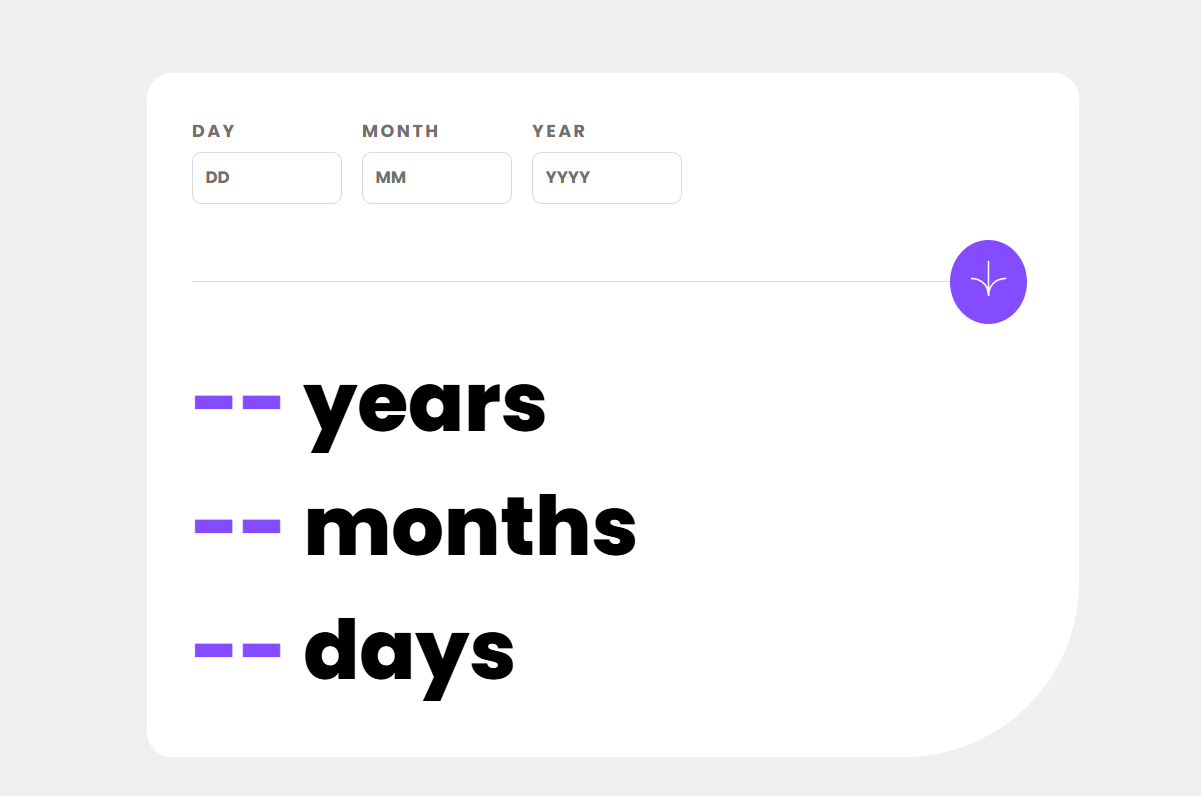 DAY MONTH YEAR
DD MM YYYY
-- years
-- months
-- days